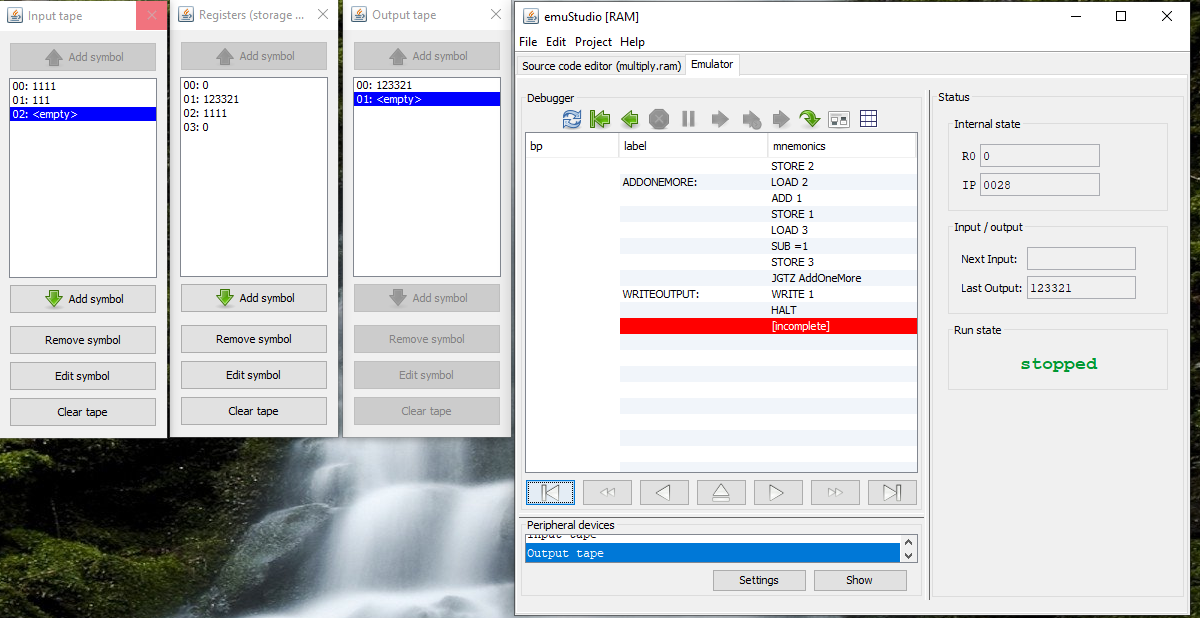 Input tape
Add symbol
00: 1111
01: 111
02: <empty>
Add symbol
Remove symbol
Edit symbol
Clear tape
Registers (storage ...
Add symbol
00: 0
01: 123321
02: 1111
03: 0
Add symbol
Remove symbol
Edit symbol
Clear tape
Output tape
Add symbol
00: 123321
01: <empty>
Add symbol
Remove symbol
Edit symbol
Clear tape
emuStudio [RAM]
File Edit Project Help
Source code editor (multiply.ram) Emulator
Debugger
bp label mnemonics
STORE 2
ADDONEMORE: LOAD 2
ADD 1
STORE 1
LOAD 3
SUB =1
STORE 3
JGTZ AddOneMore
WRITEOUTPUT: WRITE 1
HALT
[incomplete]
Peripheral devices
Input tape
Output tape
Settings Show
Status
Internal state
R0 0
IP 0028
Input / output
Next Input:
Last Output: 123321
Run state
stopped